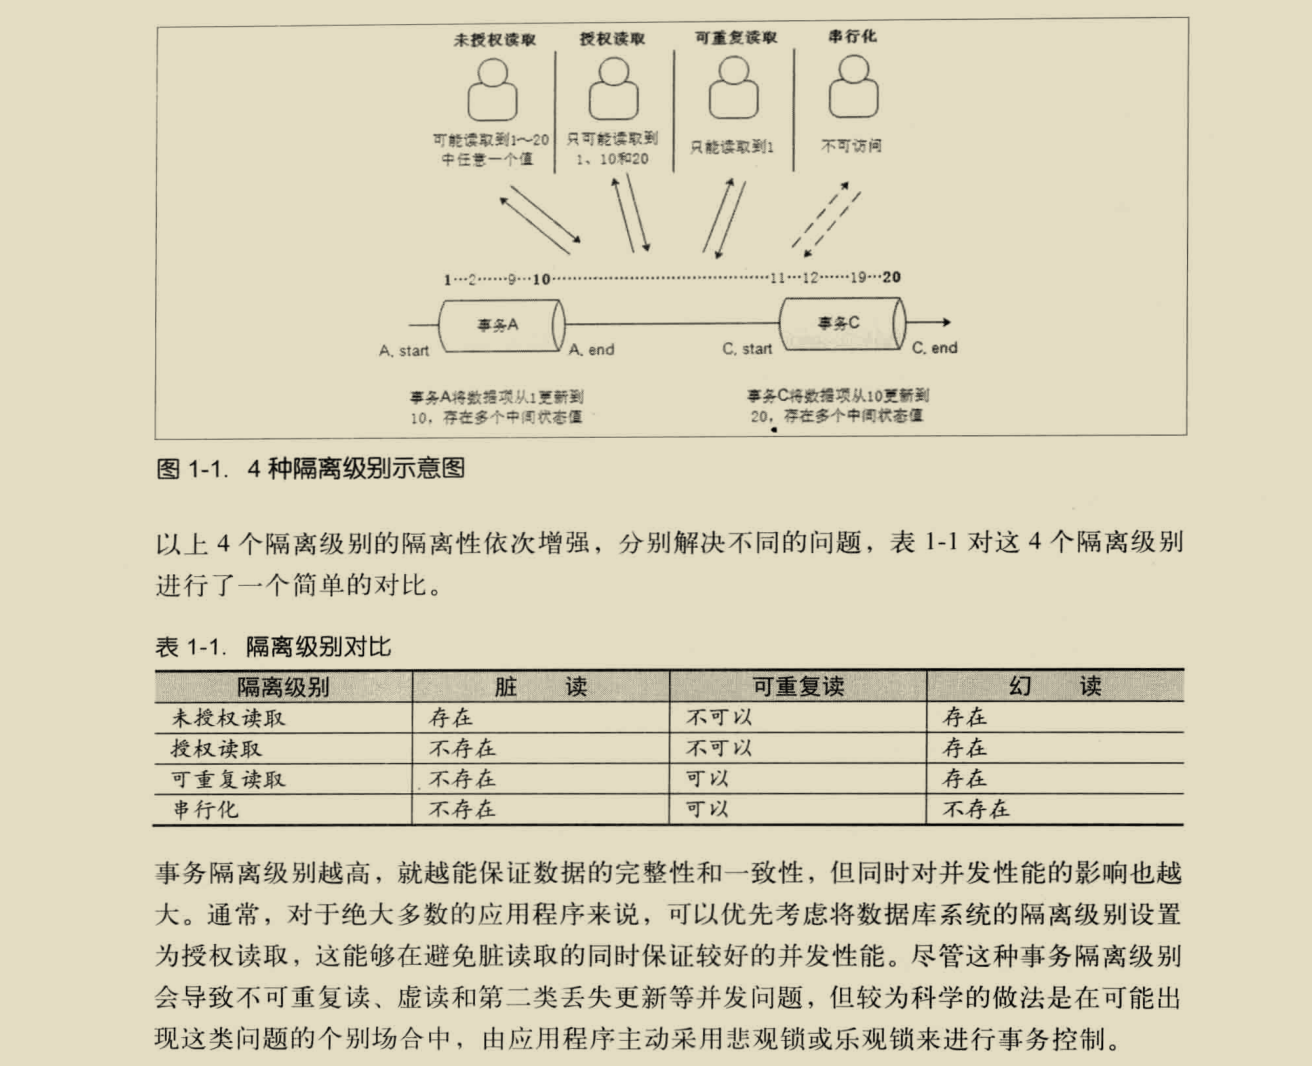 未授权读取 授权读取 可重复读取 串行化
可能读取到1～20 只可能读取到 只能读取到1 不可访问
中任意一个值 1、10和20
1…2……9…10……11…12……19…20
事务A 事务C
A. start A. end C. start C. end
事务A将数据项从1更新到 事务C将数据项从10更新到
10，存在多个中间状态值 20，存在多个中间状态值
图 1-1. 4 种隔离级别示意图
以上 4 个隔离级别的隔离性依次增强，分别解决不同的问题，表 1-1 对这 4 个隔离级别
进行了一个简单的对比。
表 1-1. 隔离级别对比
隔离级别 脏 读 可重复读 幻 读
未授权读取 存在 不可以 存在
授权读取 不存在 不可以 存在
可重复读取 不存在 可以 存在
串行化 不存在 可以 不存在
事务隔离级别越高，就越能保证数据的完整性和一致性，但同时对并发性能的影响也越
大。通常，对于绝大多数的应用程序来说，可以优先考虑将数据库系统的隔离级别设置
为授权读取，这能够在避免脏读取的同时保证较好的并发性能。尽管这种事务隔离级别
会导致不可重复读、虚读和第二类丢失更新等并发问题，但较为科学的做法是在可能出
现这类问题的个别场合中，由应用程序主动采用悲观锁或乐观锁来进行事务控制。